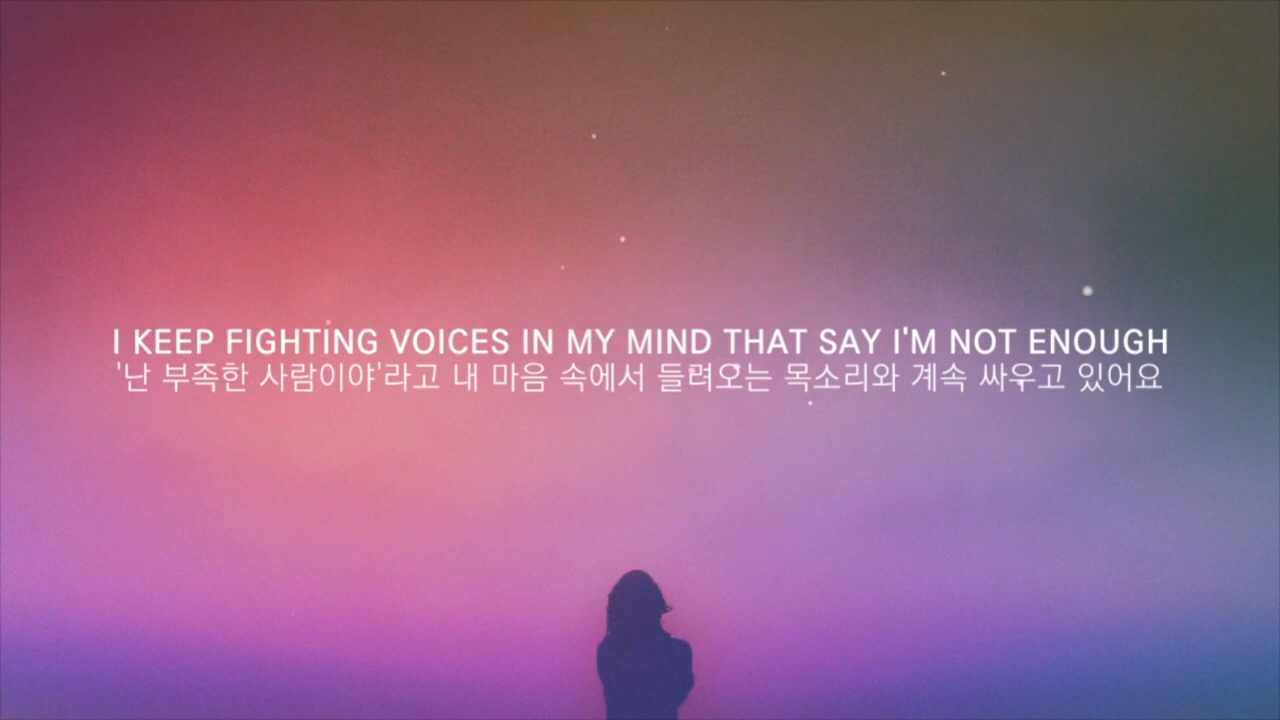 I KEEP FIGHTING VOICES IN MY MIND THAT SAY I'M NOT ENOUGH
'난 부족한 사람이야'라고 내 마음 속에서 들려오는 목소리와 계속 싸우고 있어요